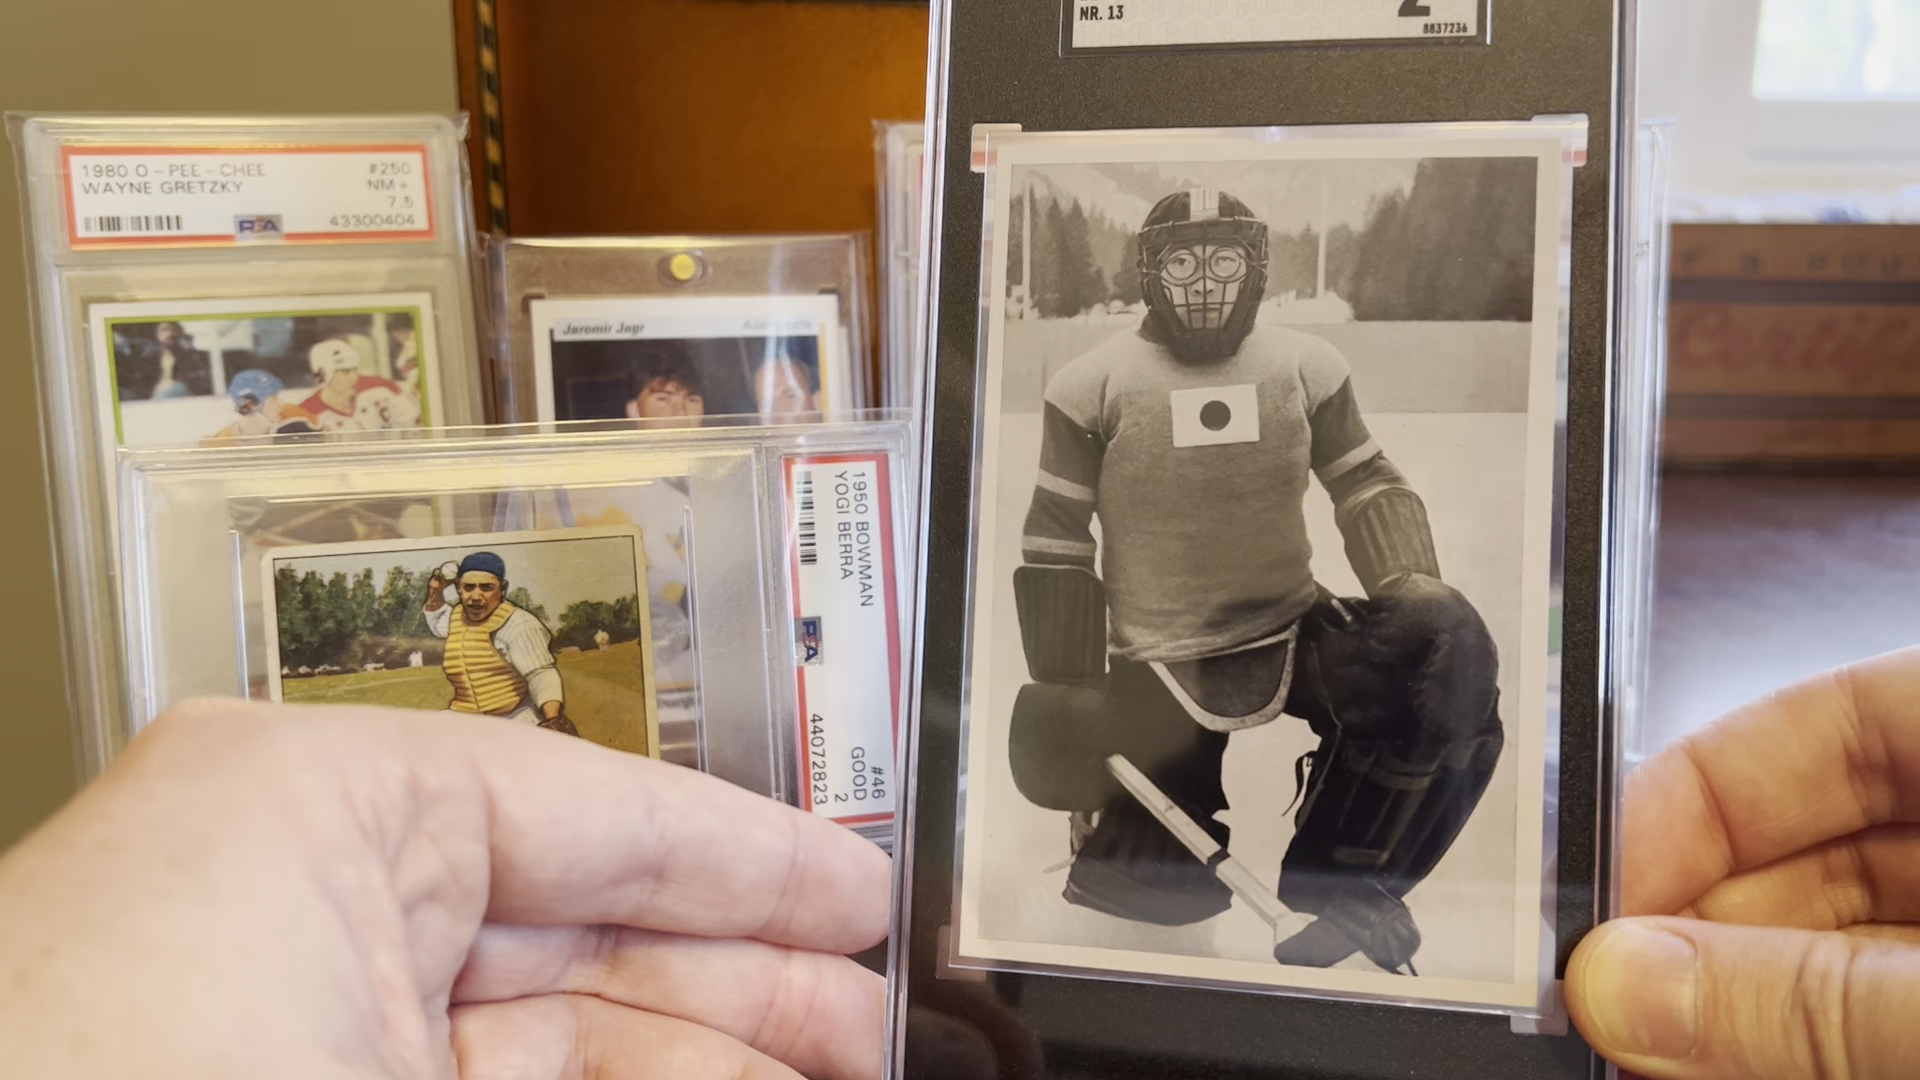 NR. 13
2
8837236
1980 O-PEE-CHEE #250
WAYNE GRETZKY NM+
7.5
PSA 43300404
Jaromir Jagr
1950 BOWMAN #46
YOGI BERRA GOOD
2
PSA 44072823